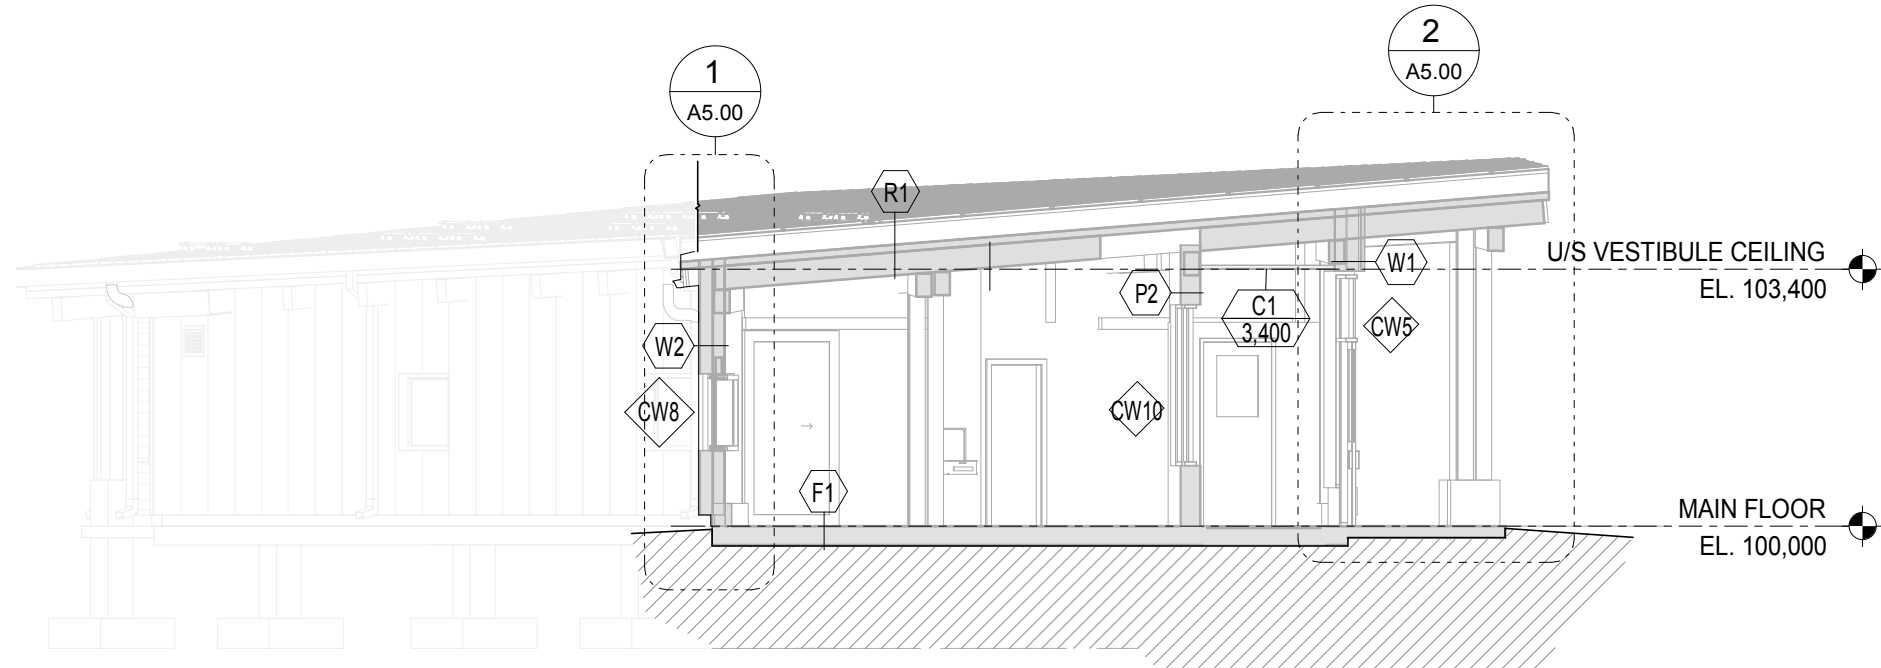 2
A5.00
1
A5.00
R1
U/S VESTIBULE CEILING
EL. 103,400
W1
P2
C1
3,400
CW5
W2
CW8
CW10
F1
MAIN FLOOR
EL. 100,000